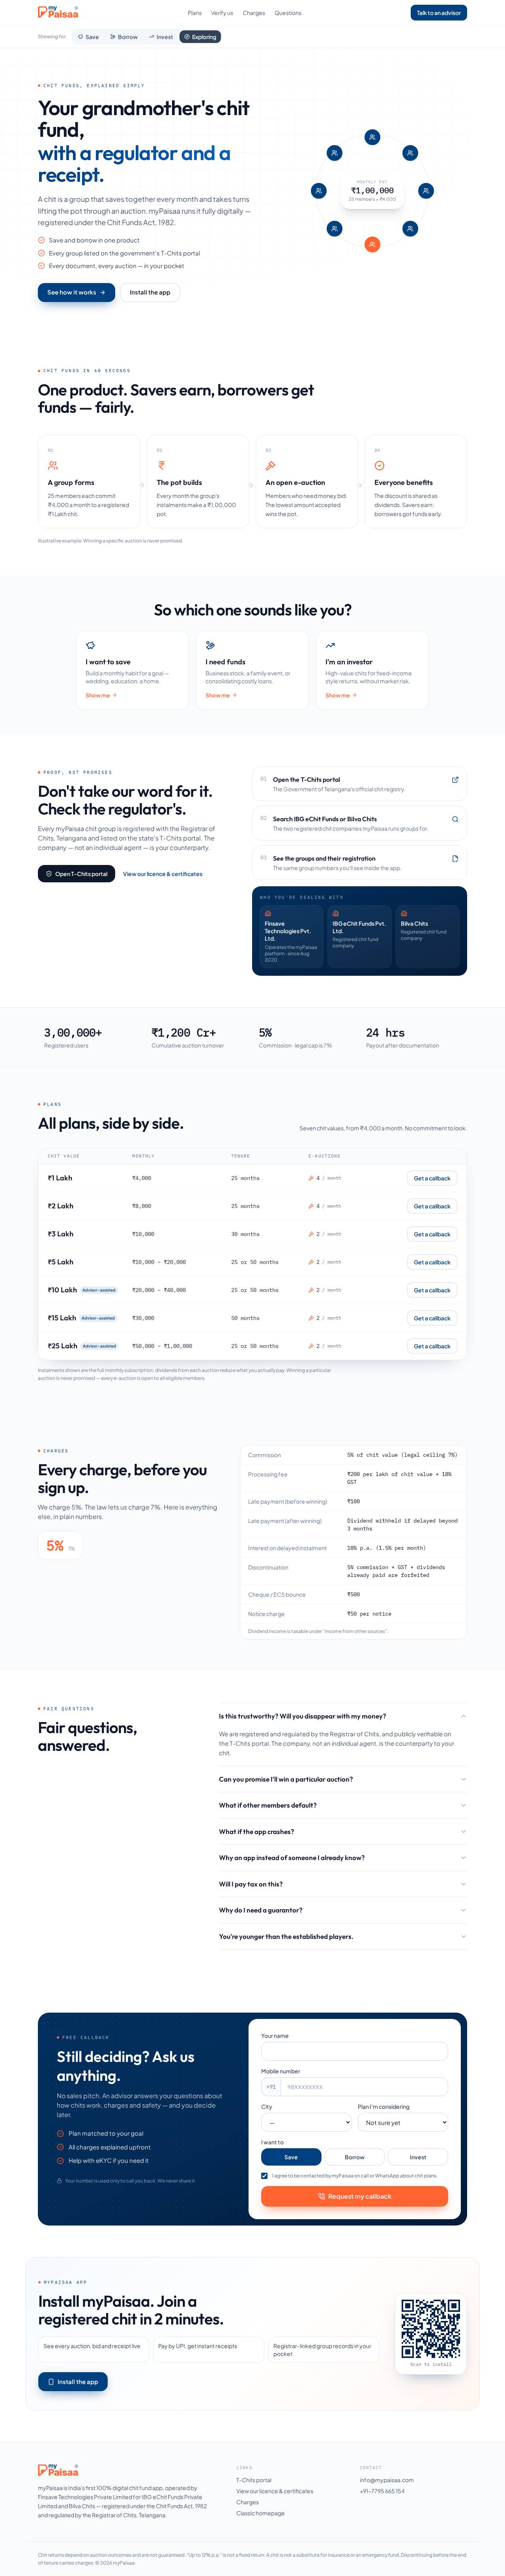 my Paisaa
Plans
Verify us
Charges
Questions
Talk to an advisor
Showing for:
Save
Borrow
Invest
Exploring
CHIT FUNDS, EXPLAINED SIMPLY
Your grandmother's chit
fund,
with a regulator and a
receipt.
A chit is a group that saves together every month and takes turns
lifting the pot through an auction. myPaisaa runs it fully digitally —
registered under the Chit Funds Act, 1982.
Save and borrow in one product
Every group listed on the government's T-Chits portal
Every document, every auction — in your pocket
See how it works →
Install the app
MONTHLY POT
₹1,00,000
25 members × ₹4,000
CHIT FUNDS IN 60 SECONDS
One product. Savers earn, borrowers get
funds — fairly.
01
A group forms
25 members each commit
₹4,000 a month to a registered
₹1 Lakh chit.
02
The pot builds
Every month the group's
instalments make a ₹1,00,000
pot.
03
An open e-auction
Members who need money bid.
The lowest amount accepted
wins the pot.
04
Everyone benefits
The discount is shared as
dividends. Savers earn;
borrowers got funds early.
Illustrative example. Winning a specific auction is never promised.
So which one sounds like you?
I want to save
Build a monthly habit for a goal —
wedding, education, a home.
Show me →
I need funds
Business stock, a family event, or
consolidating costly loans.
Show me →
I'm an investor
High-value chits for fixed-income
style returns, without market risk.
Show me →
PROOF, NOT PROMISES
Don't take our word for it.
Check the regulator's.
Every myPaisaa chit group is registered with the Registrar of
Chits, Telangana and listed on the state's T-Chits portal. The
company — not an individual agent — is your counterparty.
Open T-Chits portal
View our licence & certificates
01
Open the T-Chits portal
The Government of Telangana's official chit registry.
02
Search IBG eChit Funds or Bilva Chits
The two registered chit companies myPaisaa runs groups for.
03
See the groups and their registration
The same group numbers you'll see inside the app.
WHO YOU'RE DEALING WITH
Finsave
Technologies Pvt.
Ltd.
Operates the myPaisaa
platform · since Aug
2020
IBG eChit Funds Pvt.
Ltd.
Registered chit fund
company
Bilva Chits
Registered chit fund
company
3,00,000+
Registered users
₹1,200 Cr+
Cumulative auction turnover
5%
Commission · legal cap is 7%
24 hrs
Payout after documentation
PLANS
All plans, side by side.
Seven chit values, from ₹4,000 a month. No commitment to look.
CHIT VALUE
MONTHLY
TENURE
E-AUCTIONS
₹1 Lakh
₹4,000
25 months
4 / month
Get a callback
₹2 Lakh
₹8,000
25 months
4 / month
Get a callback
₹3 Lakh
₹10,000
30 months
2 / month
Get a callback
₹5 Lakh
₹10,000 – ₹20,000
25 or 50 months
2 / month
Get a callback
₹10 Lakh
Advisor-assisted
₹20,000 – ₹40,000
25 or 50 months
2 / month
Get a callback
₹15 Lakh
Advisor-assisted
₹30,000
50 months
2 / month
Get a callback
₹25 Lakh
Advisor-assisted
₹50,000 – ₹1,00,000
25 or 50 months
2 / month
Get a callback
Instalments shown are the full monthly subscription; dividends from each auction reduce what you actually pay. Winning a particular
auction is never promised — every e-auction is open to all eligible members.
CHARGES
Every charge, before you
sign up.
We charge 5%. The law lets us charge 7%. Here is everything
else, in plain numbers.
5%
7%
Commission
5% of chit value (legal ceiling 7%)
Processing fee
₹200 per lakh of chit value + 18%
GST
Late payment (before winning)
₹100
Late payment (after winning)
Dividend withheld if delayed beyond
3 months
Interest on delayed instalment
18% p.a. (1.5% per month)
Discontinuation
5% commission + GST + dividends
already paid are forfeited
Cheque / ECS bounce
₹500
Notice charge
₹50 per notice
Dividend income is taxable under "income from other sources".
FAIR QUESTIONS
Fair questions,
answered.
Is this trustworthy? Will you disappear with my money?
We are registered and regulated by the Registrar of Chits, and publicly verifiable on
the T-Chits portal. The company, not an individual agent, is the counterparty to your
chit.
Can you promise I'll win a particular auction?
What if other members default?
What if the app crashes?
Why an app instead of someone I already know?
Will I pay tax on this?
Why do I need a guarantor?
You're younger than the established players.
FREE CALLBACK
Still deciding? Ask us
anything.
No sales pitch. An advisor answers your questions about
how chits work, charges and safety — and you decide
later.
Plan matched to your goal
All charges explained upfront
Help with eKYC if you need it
Your number is used only to call you back. We never share it.
Your name
Mobile number
+91
98XXXXXXXX
City
—
Plan I'm considering
Not sure yet
I want to
Save
Borrow
Invest
I agree to be contacted by myPaisaa on call or WhatsApp about chit plans.
Request my callback
MYPAISAA APP
Install myPaisaa. Join a
registered chit in 2 minutes.
See every auction, bid and receipt live
Pay by UPI, get instant receipts
Registrar-linked group records in your
pocket
Install the app
Scan to install
my Paisaa
myPaisaa is India's first 100% digital chit fund app, operated by
Finsave Technologies Private Limited for IBG eChit Funds Private
Limited and Bilva Chits — registered under the Chit Funds Act, 1982
and regulated by the Registrar of Chits, Telangana.
LINKS
T-Chits portal
View our licence & certificates
Charges
Classic homepage
CONTACT
info@mypaisaa.com
+91-7795 665 154
Chit returns depend on auction outcomes and are not guaranteed. "Up to 12% p.a." is not a fixed return. A chit is not a substitute for insurance or an emergency fund. Discontinuing before the end
of tenure carries charges. © 2026 myPaisaa.